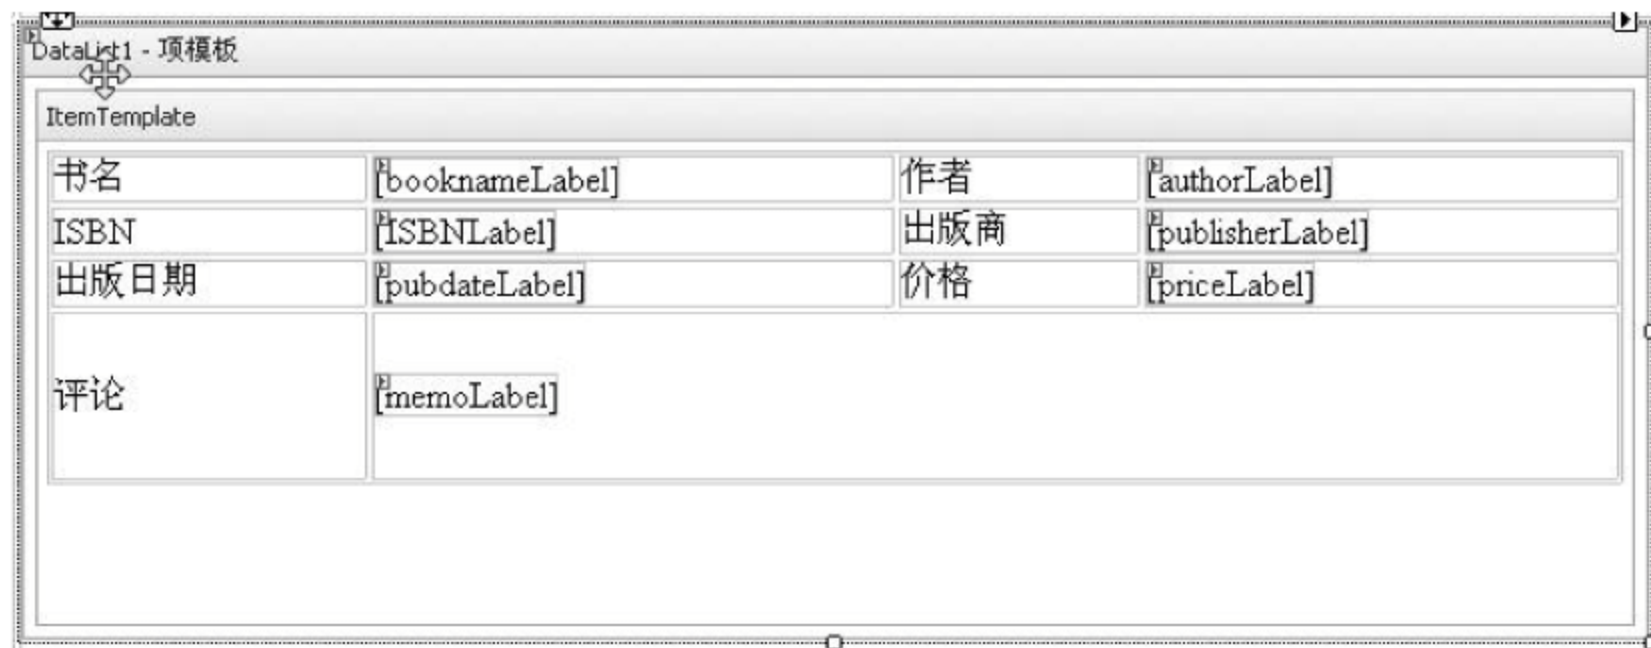 DataList1 - 项模板
ItemTemplate
书名 [booknameLabel] 作者 [authorLabel]
ISBN [ISBNLabel] 出版商 [publisherLabel]
出版日期 [pubdateLabel] 价格 [priceLabel]
评论 [memoLabel]